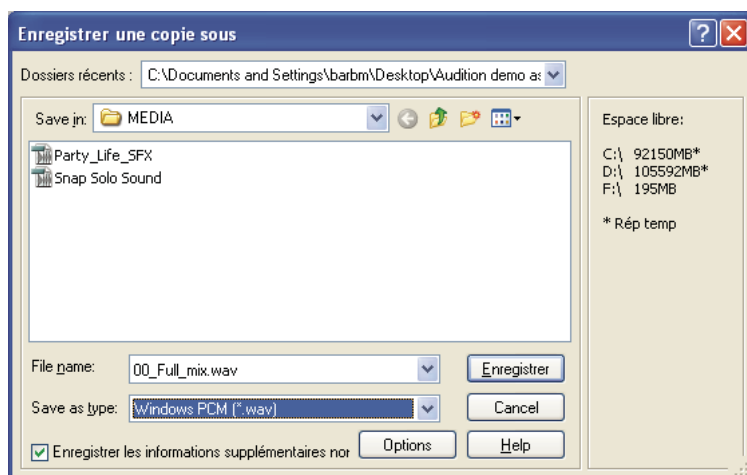 Enregistrer une copie sous
Dossiers récents : C:\Documents and Settings\barbm\Desktop\Audition demo
Save in: MEDIA
Party_Life_SFX
Snap Solo Sound
Espace libre:
C:\ 92150MB*
D:\ 105592MB*
F:\ 195MB
* Rép temp
File name: 00_Full_mix.wav Enregistrer
Save as type: Windows PCM (*.wav) Cancel
Enregistrer les informations supplémentaires nor Options Help